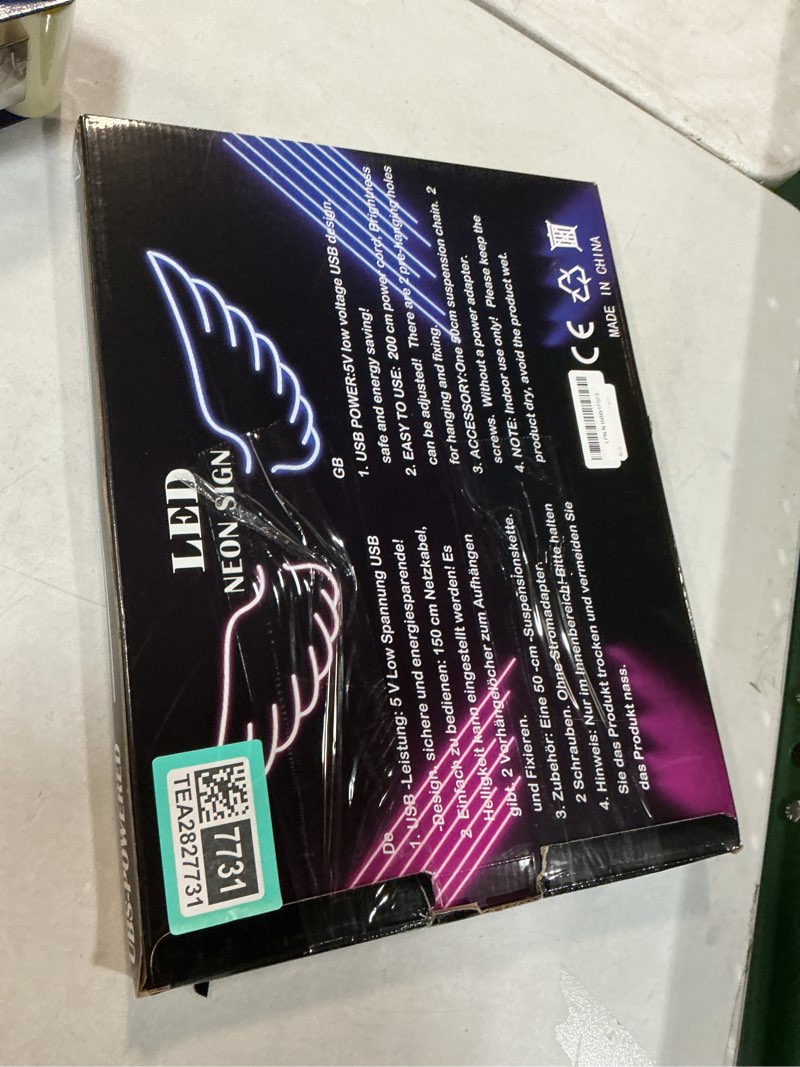 LED
NEON SIGN
De
1. USB -Leistung: 5 V Low Spannung USB
-Design, sichere und energiesparende!
2. Einfach zu bedienen: 150 cm Netzkabel,
Helligkeit kann eingestellt werden! Es
gibt 2 Vorhängelöcher zum Aufhängen
und Fixieren.
3. Zubehör: Eine 50 -cm -Suspensionskette.
2 Schrauben. Ohne Stromadapter.
4. Hinweis: Nur im Innenbereich! Bitte halten
Sie das Produkt trocken und vermeiden Sie
das Produkt nass.
GB
1. USB POWER:5V low voltage USB design,
safe and energy saving!
2. EASY TO USE: 200 cm power cord, Brightness
can be adjusted! There are 2 pre-hanging holes
for hanging and fixing.
3. ACCESSORY:One 50cm suspension chain. 2
screws. Without a power adapter.
4. NOTE: Indoor use only! Please keep the
product dry, avoid the product wet.
CE
MADE IN CHINA
TEA2827731
7731
USB-POWERED